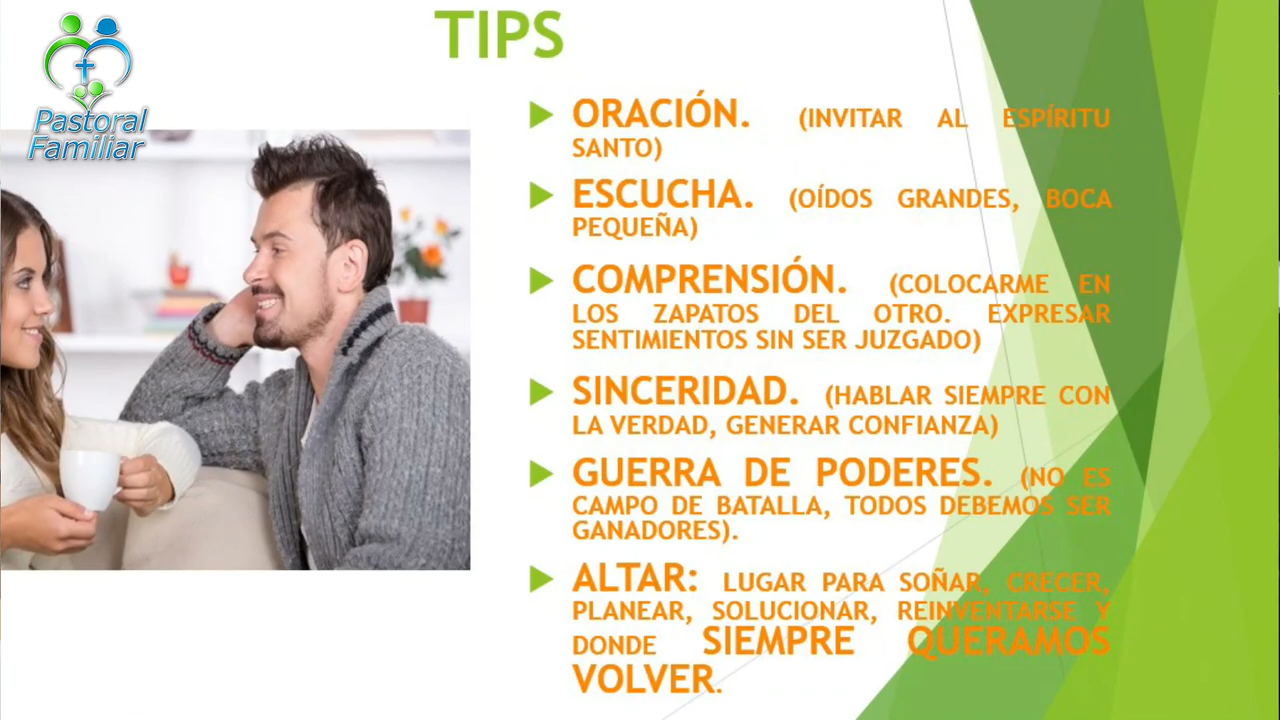 TIPS
Pastoral
Familiar
ORACIÓN. (INVITAR AL ESPÍRITU
SANTO)
ESCUCHA. (OÍDOS GRANDES, BOCA
PEQUEÑA)
COMPRENSIÓN. (COLOCARME EN
LOS ZAPATOS DEL OTRO. EXPRESAR
SENTIMIENTOS SIN SER JUZGADO)
SINCERIDAD. (HABLAR SIEMPRE CON
LA VERDAD, GENERAR CONFIANZA)
GUERRA DE PODERES. (NO ES
CAMPO DE BATALLA, TODOS DEBEMOS SER
GANADORES).
ALTAR: LUGAR PARA SOÑAR, CRECER,
PLANEAR, SOLUCIONAR, REINVENTARSE Y
DONDE SIEMPRE QUERAMOS
VOLVER.